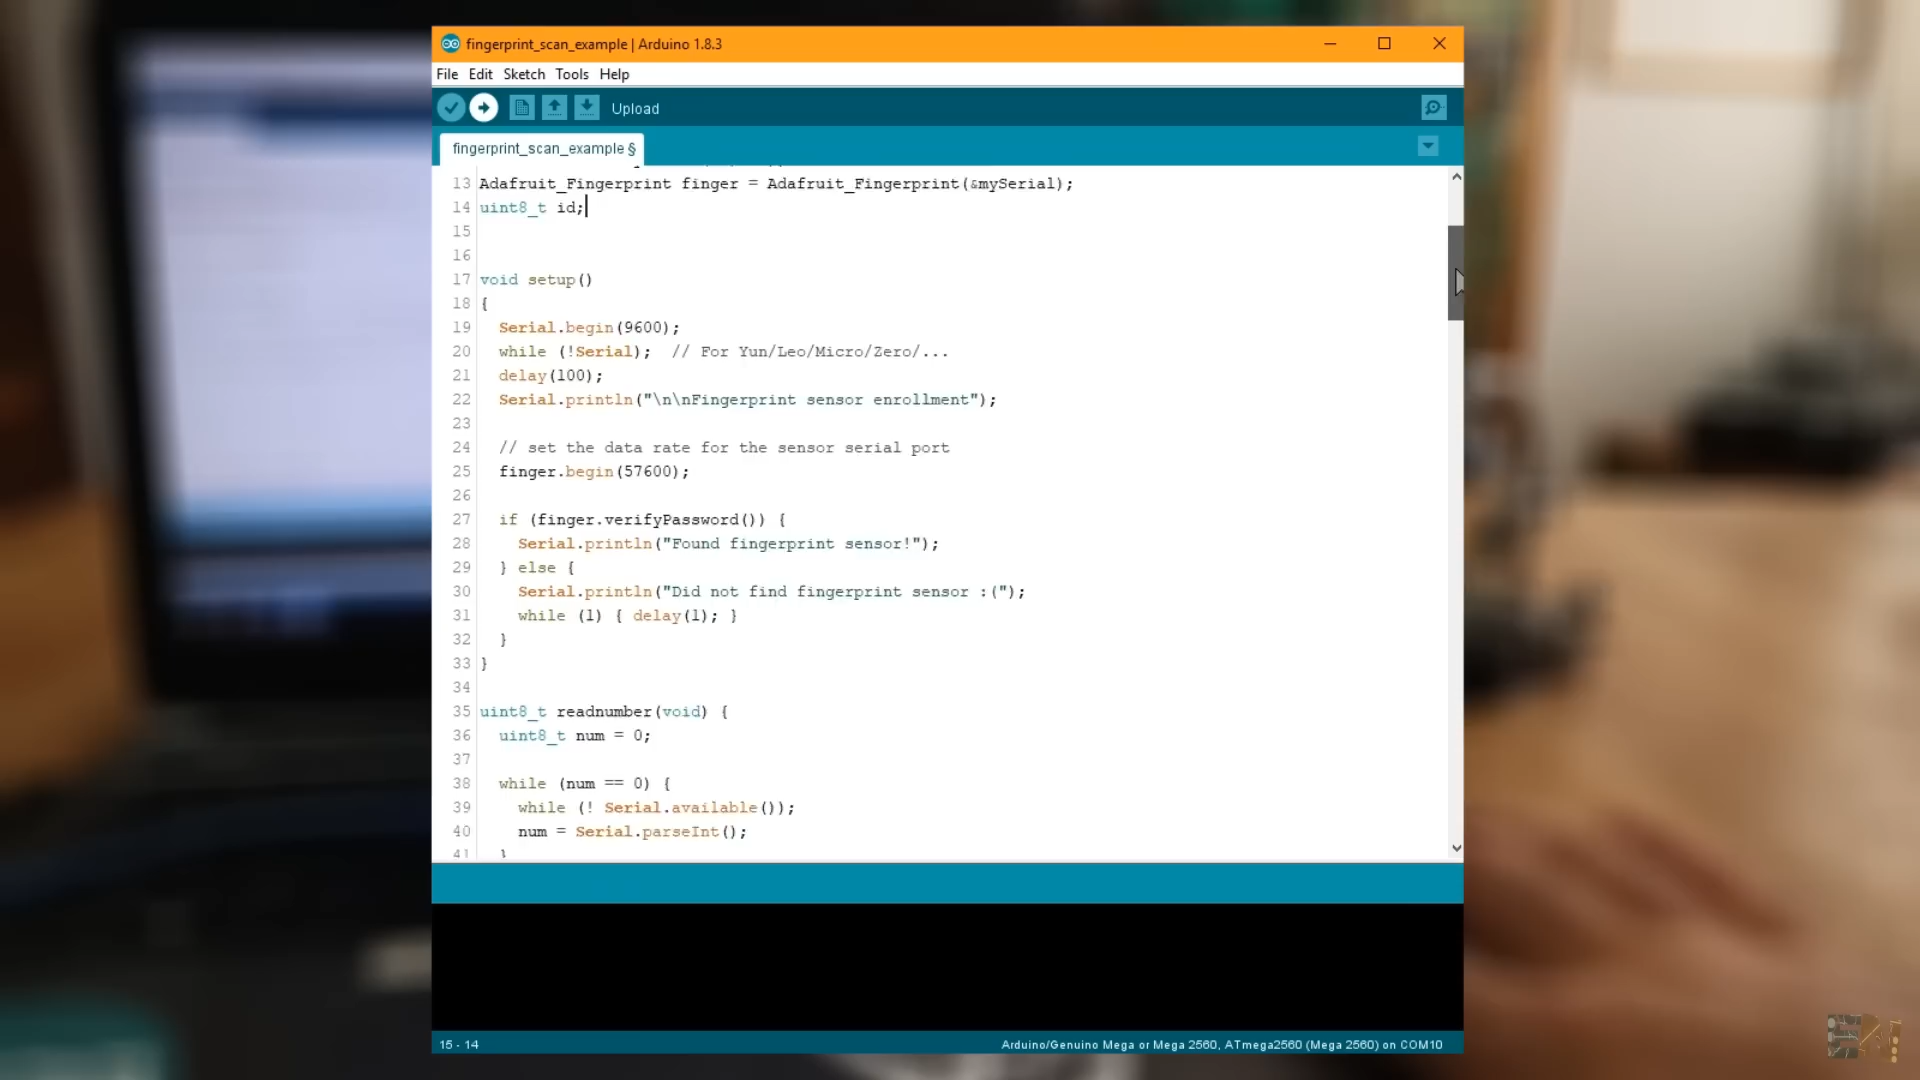 fingerprint_scan_example | Arduino 1.8.3
File Edit Sketch Tools Help
Upload
fingerprint_scan_example §
13 Adafruit_Fingerprint finger = Adafruit_Fingerprint(&mySerial);
14 uint8_t id;
15
16
17 void setup()
18 {
19 Serial.begin(9600);
20 while (!Serial);  // For Yun/Leo/Micro/Zero/...
21 delay(100);
22 Serial.println("\n\nFingerprint sensor enrollment");
23
24 // set the data rate for the sensor serial port
25 finger.begin(57600);
26
27 if (finger.verifyPassword()) {
28 Serial.println("Found fingerprint sensor!");
29 } else {
30 Serial.println("Did not find fingerprint sensor :(");
31 while (1) { delay(1); }
32 }
33 }
34
35 uint8_t readnumber(void) {
36 uint8_t num = 0;
37
38 while (num == 0) {
39 while (! Serial.available());
40 num = Serial.parseInt();
41 }
15 - 14
Arduino/Genuino Mega or Mega 2560, ATmega2560 (Mega 2560) on COM10